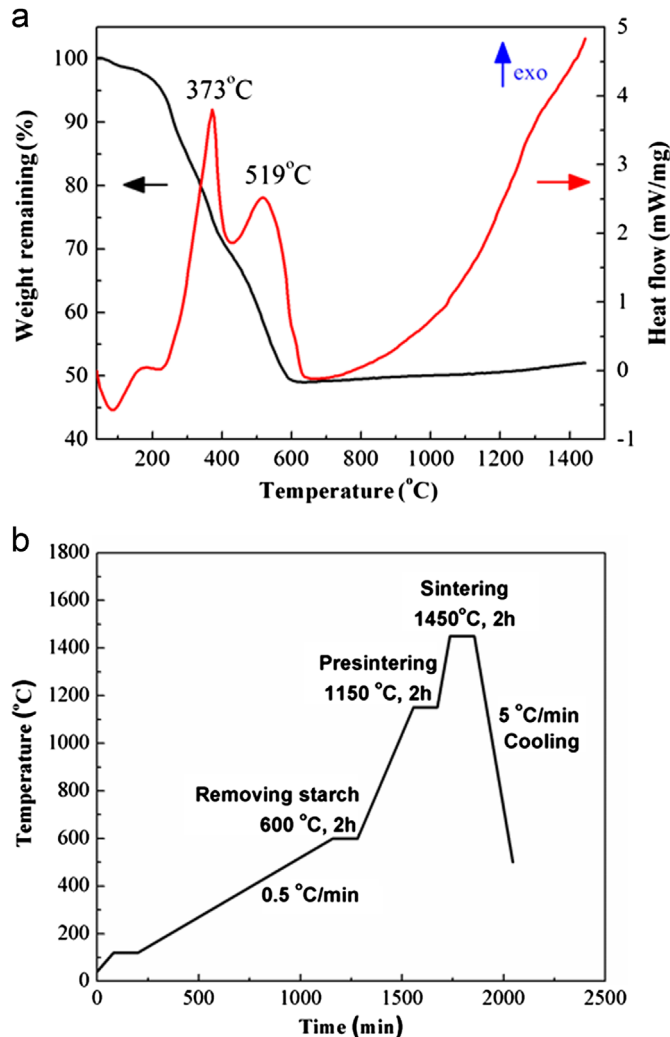 a
5
100
4
90
3
80
2
70
1
60
0
50
-1
40
200 400 600 800 1000 1200 1400
Weight remaining (%)
Heat flow (mW/mg)
Temperature (°C)
373°C
519°C
exo
b
1800
1600
1400
1200
1000
800
600
400
200
0
0 500 1000 1500 2000 2500
Temperature (°C)
Time (min)
Sintering
1450°C, 2h
Presintering
1150 °C, 2h
5 °C/min
Cooling
Removing starch
600 °C, 2h
0.5 °C/min